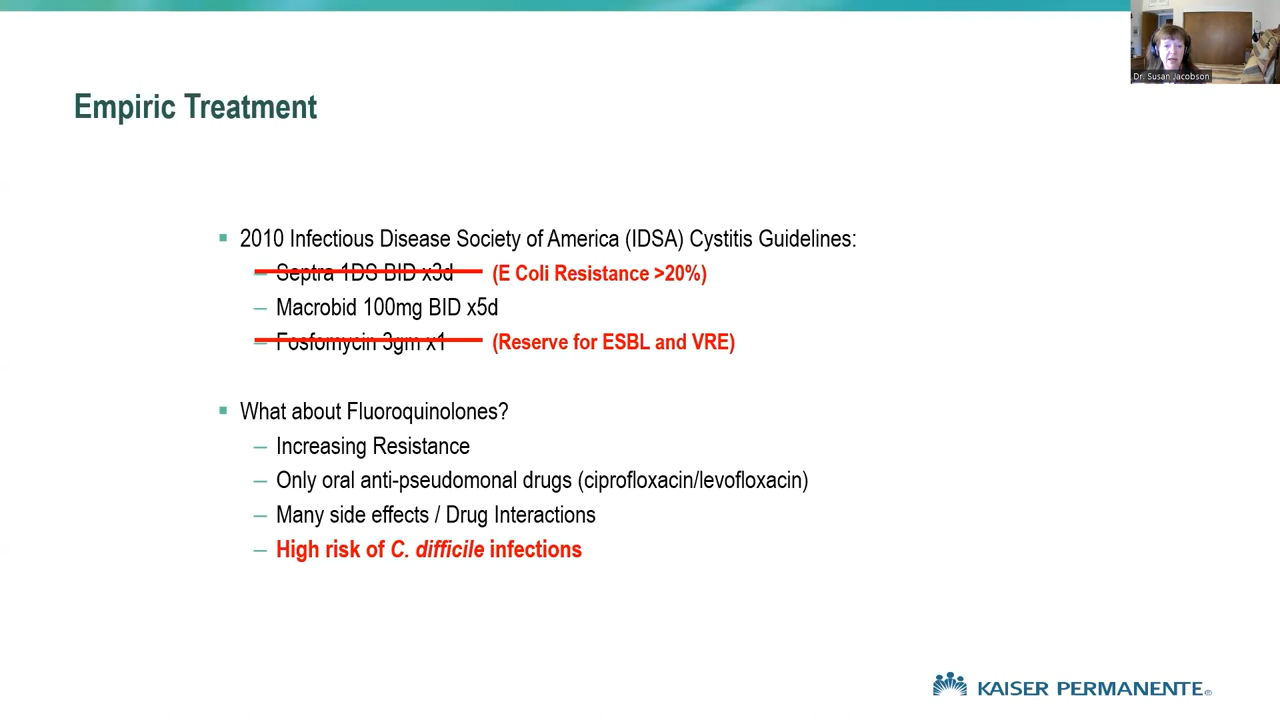 Dr. Susan Jacobson
Empiric Treatment
2010 Infectious Disease Society of America (IDSA) Cystitis Guidelines:
– Septra 1DS BID x3d (E Coli Resistance >20%)
– Macrobid 100mg BID x5d
– Fosfomycin 3gm x1 (Reserve for ESBL and VRE)
What about Fluoroquinolones?
– Increasing Resistance
– Only oral anti-pseudomonal drugs (ciprofloxacin/levofloxacin)
– Many side effects / Drug Interactions
– High risk of C. difficile infections
KAISER PERMANENTE®